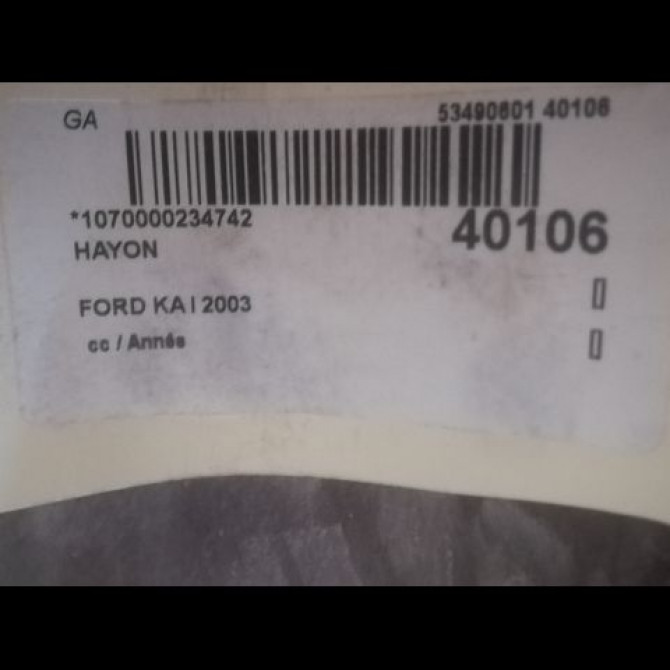 GA 53490601 40106
*1070000234742 40106
HAYON
FORD KA I 2003
cc / Année